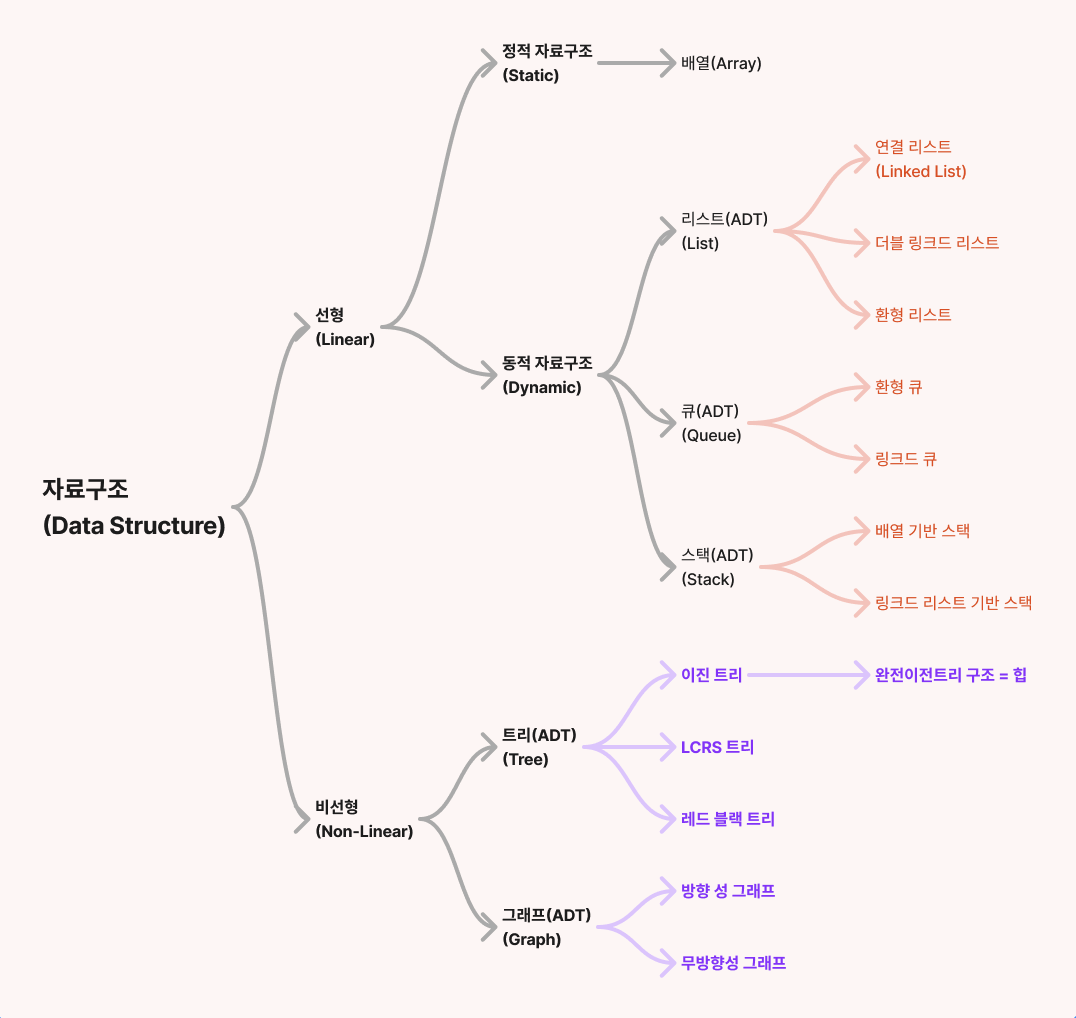 자료구조
(Data Structure)
선형
(Linear)
정적 자료구조
(Static)
배열(Array)
동적 자료구조
(Dynamic)
리스트(ADT)
(List)
연결 리스트
(Linked List)
더블 링크드 리스트
환형 리스트
큐(ADT)
(Queue)
환형 큐
링크드 큐
스택(ADT)
(Stack)
배열 기반 스택
링크드 리스트 기반 스택
비선형
(Non-Linear)
트리(ADT)
(Tree)
이진 트리
완전이전트리 구조 = 힙
LCRS 트리
레드 블랙 트리
그래프(ADT)
(Graph)
방향 성 그래프
무방향성 그래프